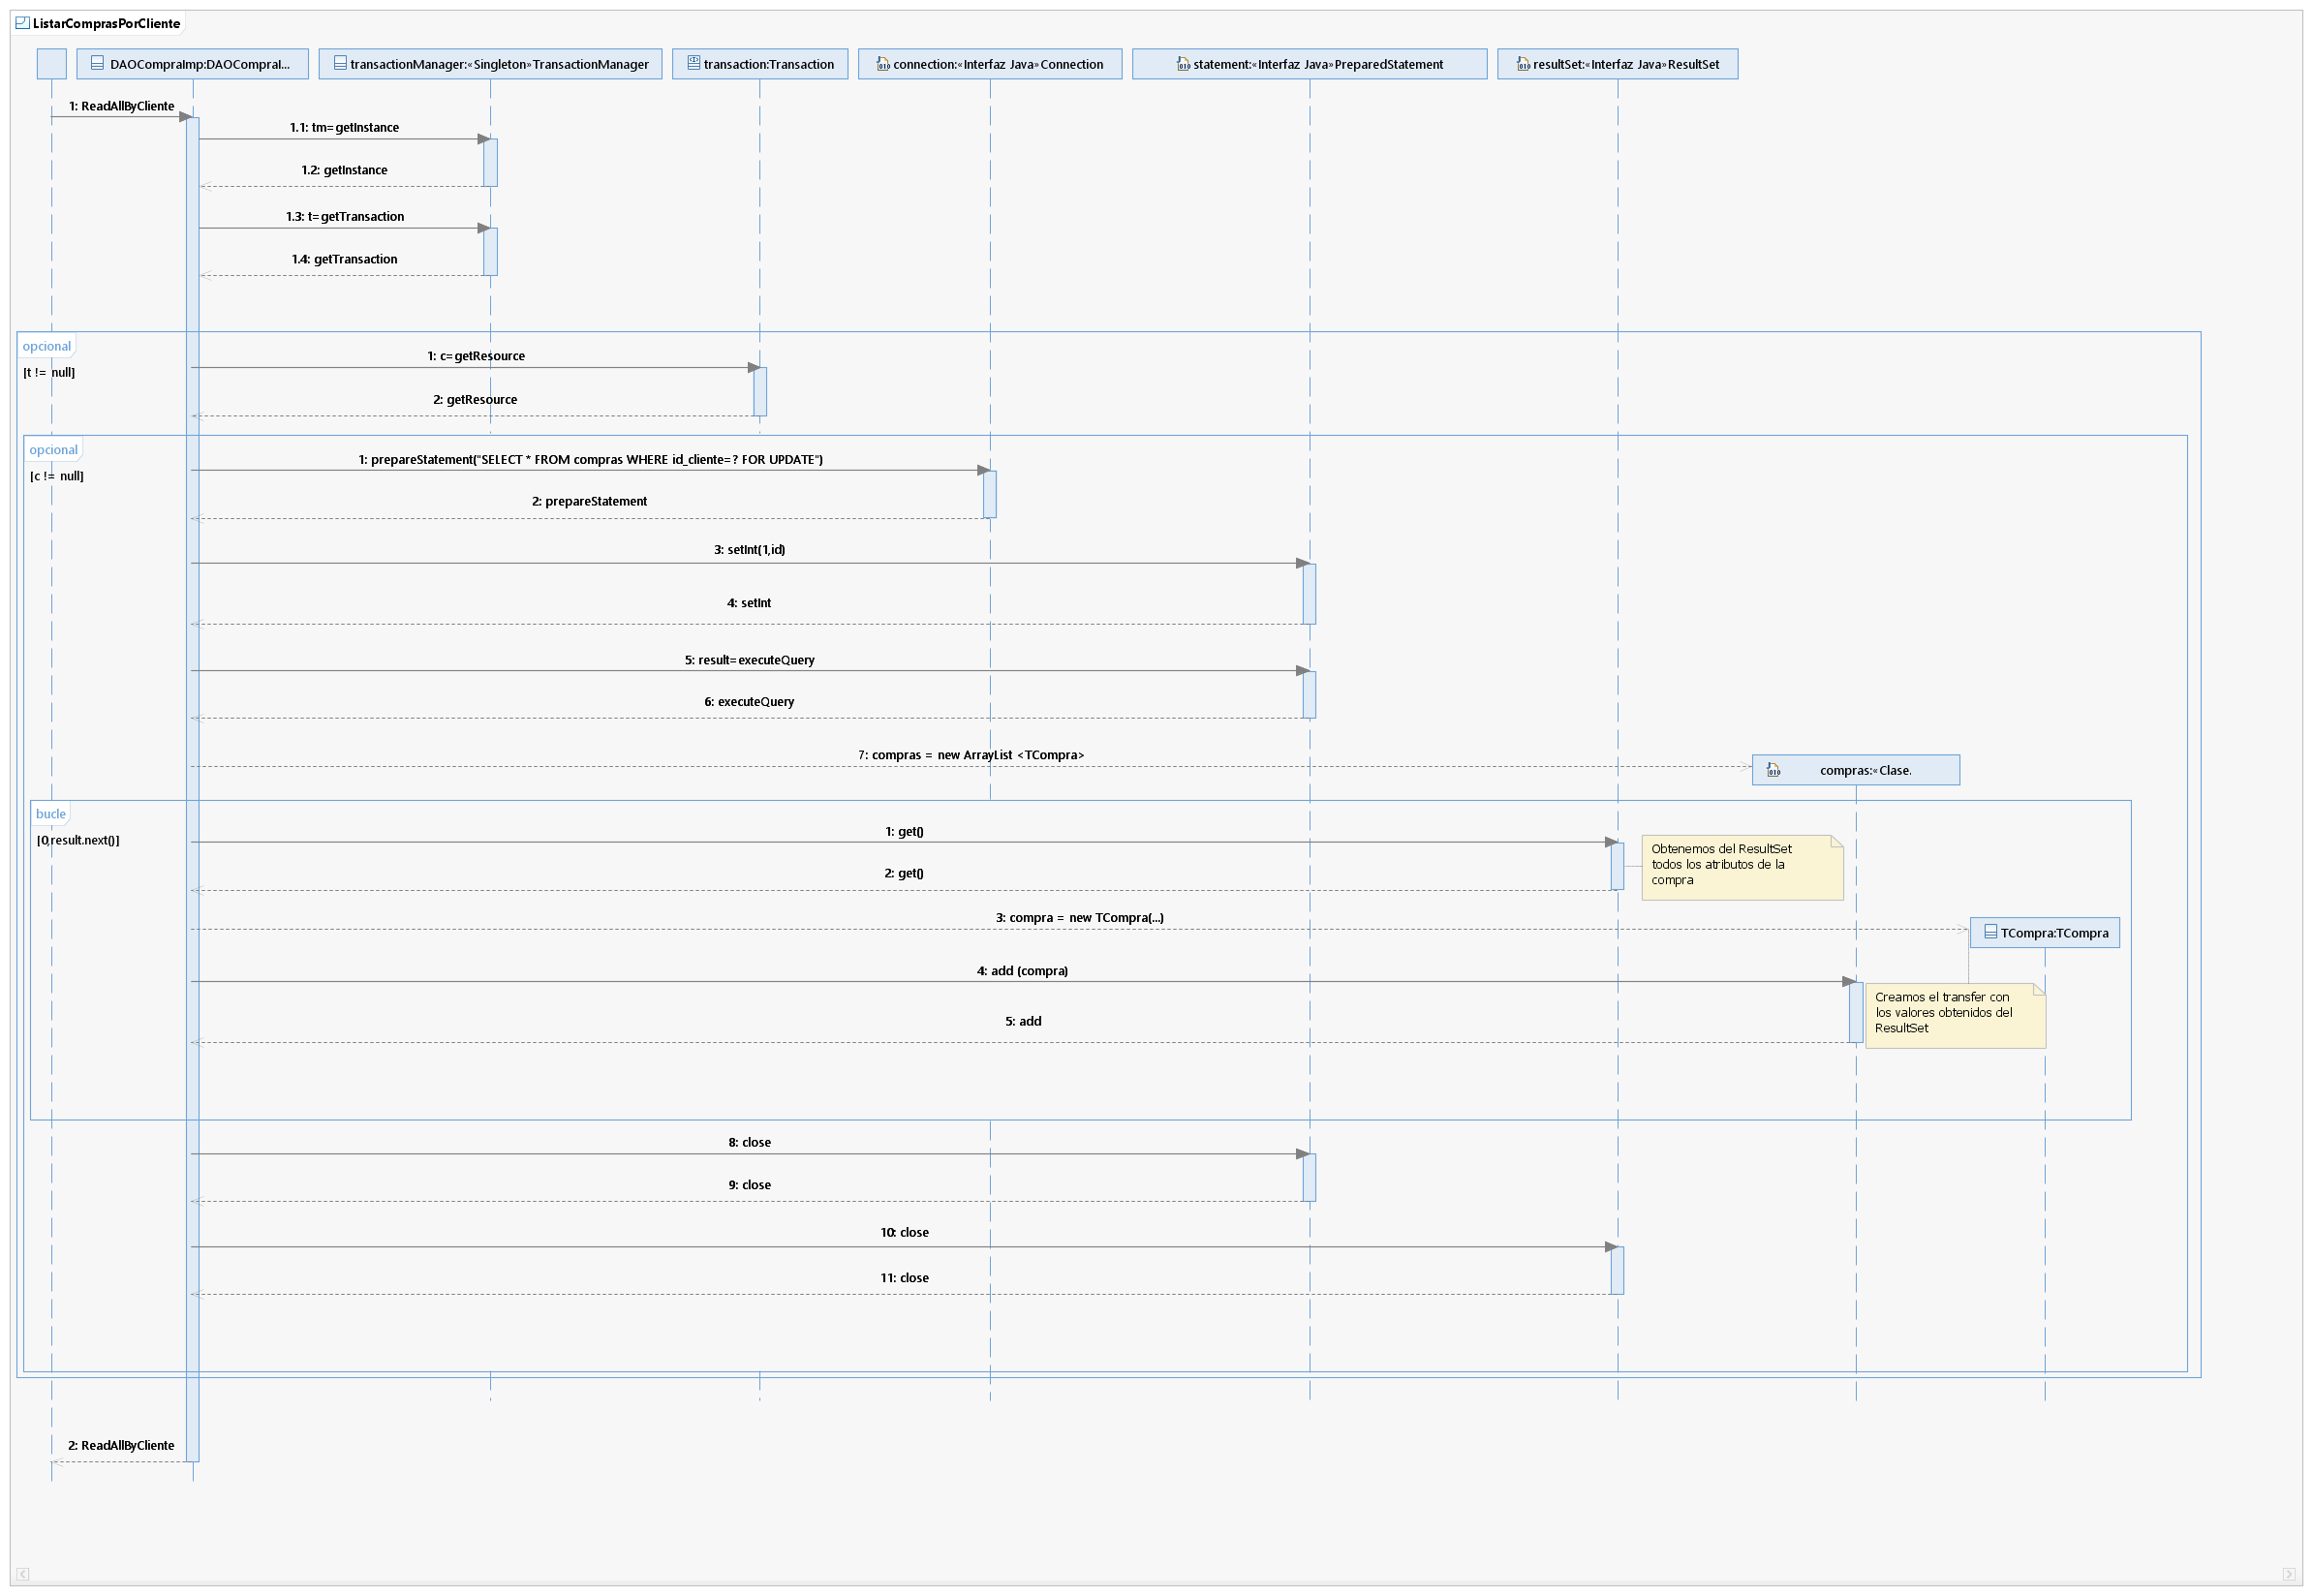 ListarComprasPorCliente
DAOCompraImp:DAOCompraI...
transactionManager:«Singleton»TransactionManager
transaction:Transaction
connection:«Interfaz Java»Connection
statement:«Interfaz Java»PreparedStatement
resultSet:«Interfaz Java»ResultSet
1: ReadAllByCliente
1.1: tm=getInstance
1.2: getInstance
1.3: t=getTransaction
1.4: getTransaction
opcional
[t != null]
1: c=getResource
2: getResource
opcional
[c != null]
1: prepareStatement("SELECT * FROM compras WHERE id_cliente=? FOR UPDATE")
2: prepareStatement
3: setInt(1,id)
4: setInt
5: result=executeQuery
6: executeQuery
7: compras = new ArrayList <TCompra>
compras:«Clase.
bucle
[0,result.next()]
1: get()
Obtenemos del ResultSet
todos los atributos de la
compra
2: get()
3: compra = new TCompra(...)
TCompra:TCompra
4: add (compra)
Creamos el transfer con
los valores obtenidos del
ResultSet
5: add
8: close
9: close
10: close
11: close
2: ReadAllByCliente